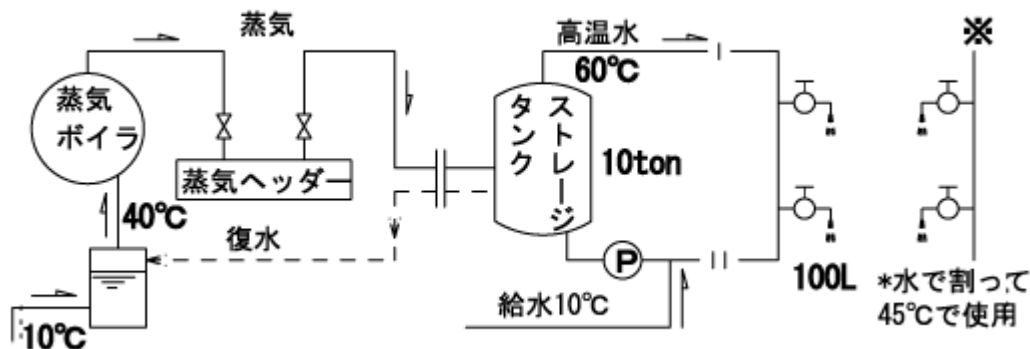 蒸気
高温水
60℃
※
蒸気
ボイラ
ストレージ
タンク
10ton
蒸気ヘッダー
40℃
復水
P
100L
*水で割って
45℃で使用
給水10℃
10℃